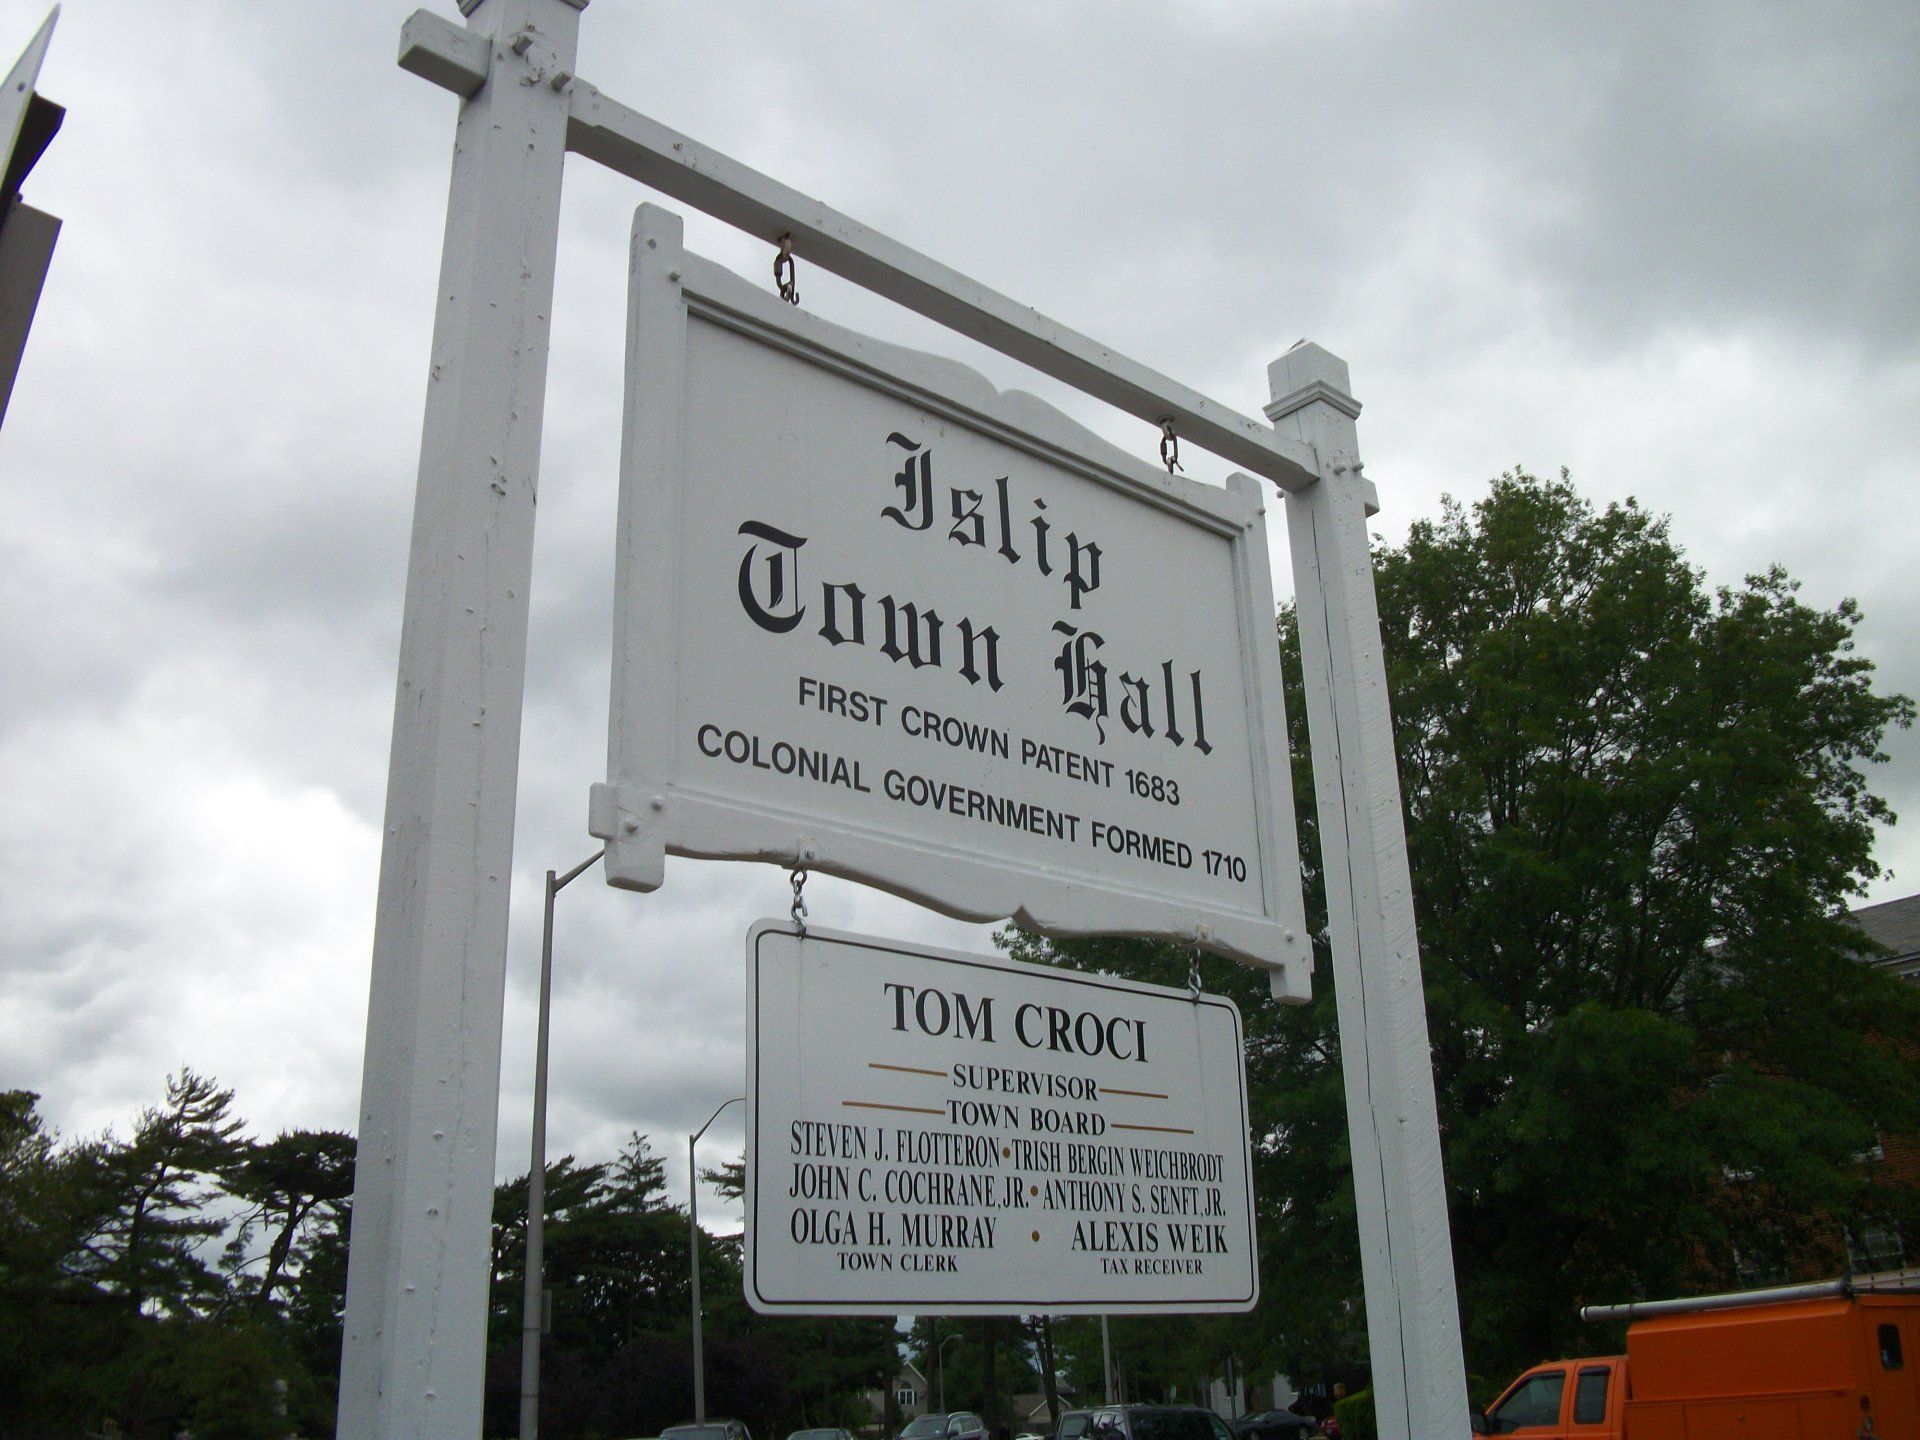 Islip
Town Hall
FIRST CROWN PATENT 1683
COLONIAL GOVERNMENT FORMED 1710
TOM CROCI
SUPERVISOR
TOWN BOARD
STEVEN J. FLOTTERON • TRISH BERGIN WEICHBRODT
JOHN C. COCHRANE, JR. • ANTHONY S. SENFT, JR.
OLGA H. MURRAY • ALEXIS WEIK
TOWN CLERK TAX RECEIVER